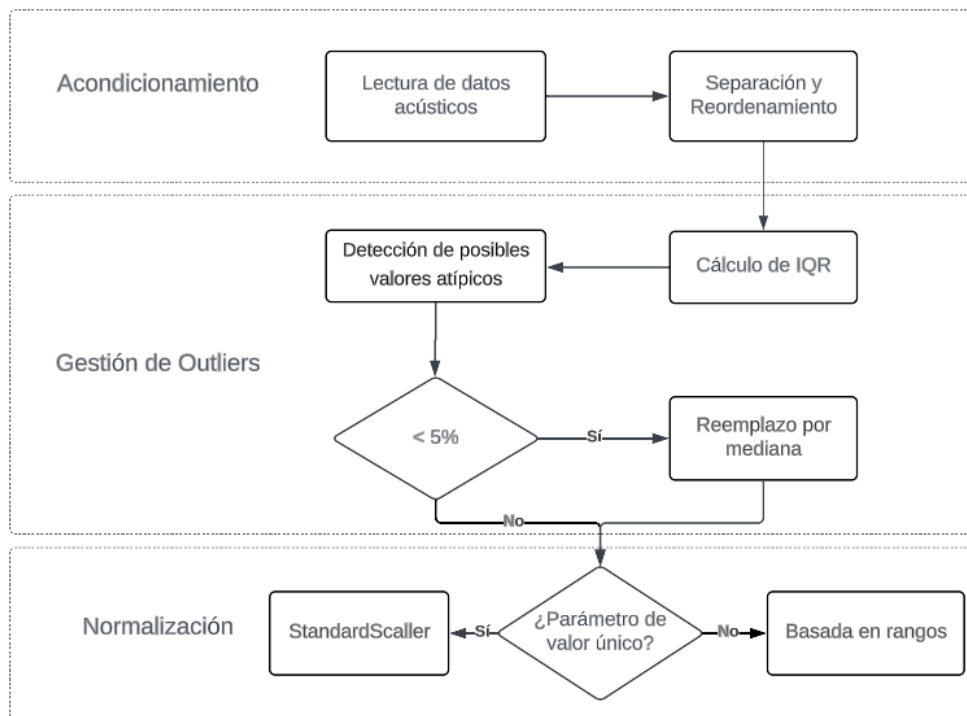 Acondicionamiento
Lectura de datos
acústicos
Separación y
Reordenamiento
Gestión de Outliers
Cálculo de IQR
Detección de posibles
valores atípicos
< 5%
Sí
Reemplazo por
mediana
No
Normalización
¿Parámetro de
valor único?
Sí
StandardScaller
No
Basada en rangos